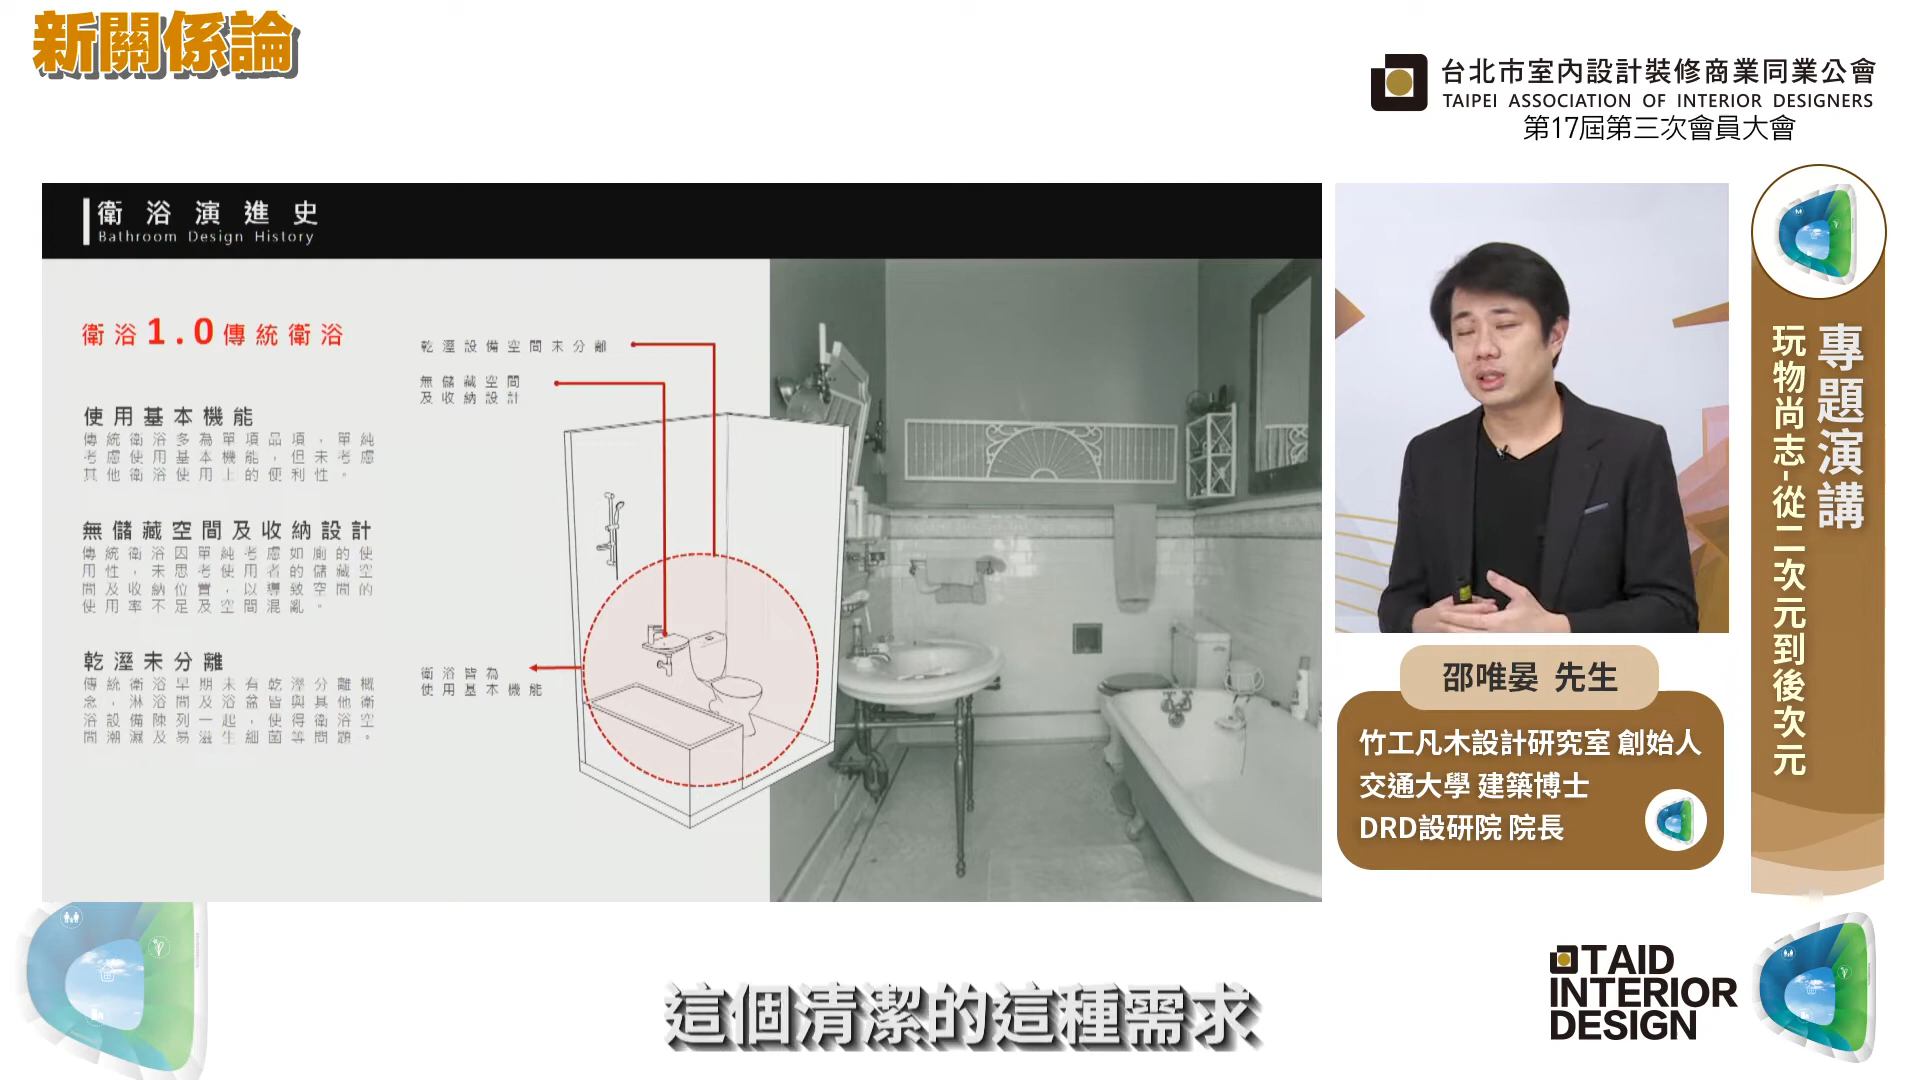 新關係論
台北市室內設計裝修商業同業公會
TAIPEI ASSOCIATION OF INTERIOR DESIGNERS
第17屆第三次會員大會
衛浴演進史
Bathroom Design History
衛浴1.0傳統衛浴
使用基本機能
傳統衛浴多為單項品項，單純
考慮使用基本機能，但未考慮
其他衛浴使用上的便利性。
無儲藏空間及收納設計
傳統衛浴因單純考慮如廁的使
用性，未思考使用者的儲藏空
間及收納位置，以導致空間的
使用率不足及空間混亂。
乾溼未分離
傳統衛浴早期未有乾溼分離概
念，淋浴間及浴盆皆與其他衛
浴設備陳列一起，使得衛浴空
間潮濕及易滋生細菌等問題。
乾溼設備空間未分離
無儲藏空間
及收納設計
衛浴皆為
使用基本機能
專題演講
玩物尚志-從二次元到後次元
邵唯晏 先生
竹工凡木設計研究室 創始人
交通大學 建築博士
DRD設研院 院長
這個清潔的這種需求
TAID
INTERIOR
DESIGN